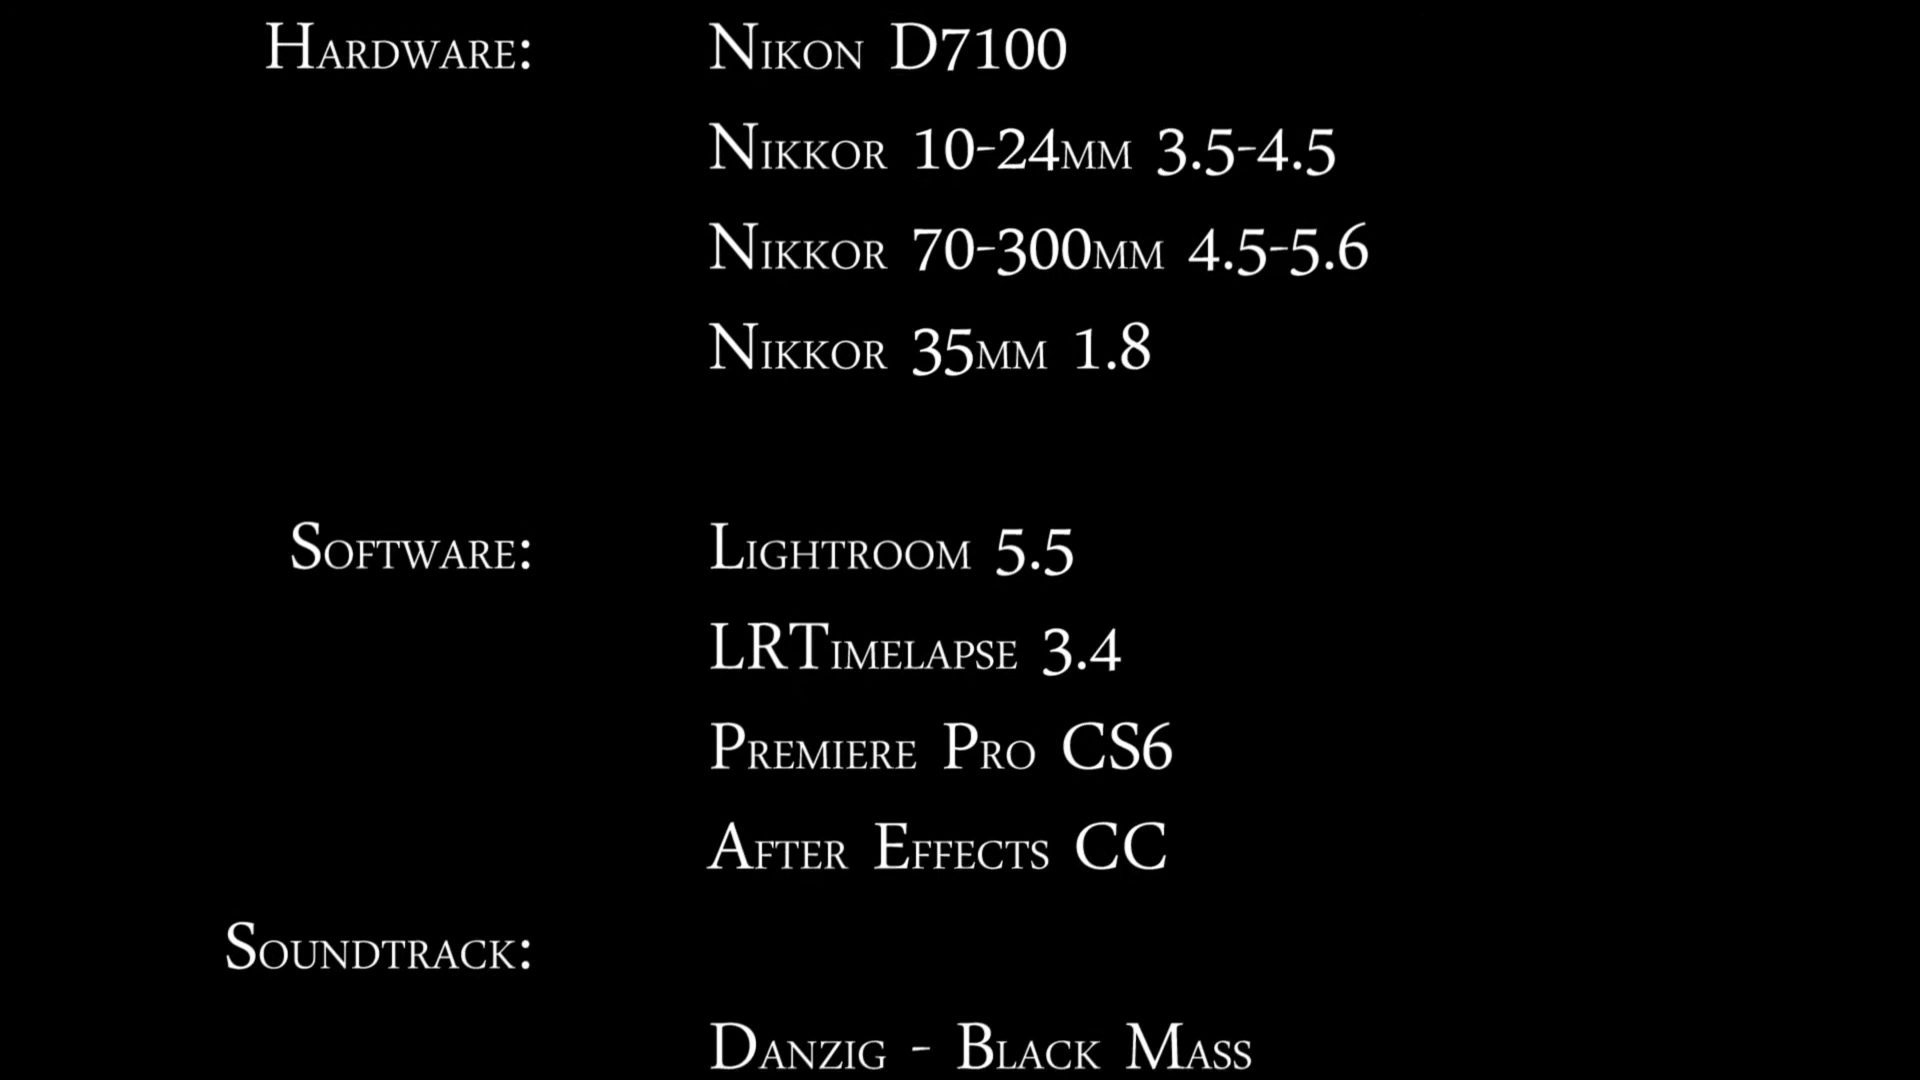 Hardware: Nikon D7100
Nikkor 10-24mm 3.5-4.5
Nikkor 70-300mm 4.5-5.6
Nikkor 35mm 1.8
Software: Lightroom 5.5
LRTimelapse 3.4
Premiere Pro CS6
After Effects CC
Soundtrack:
Danzig - Black Mass